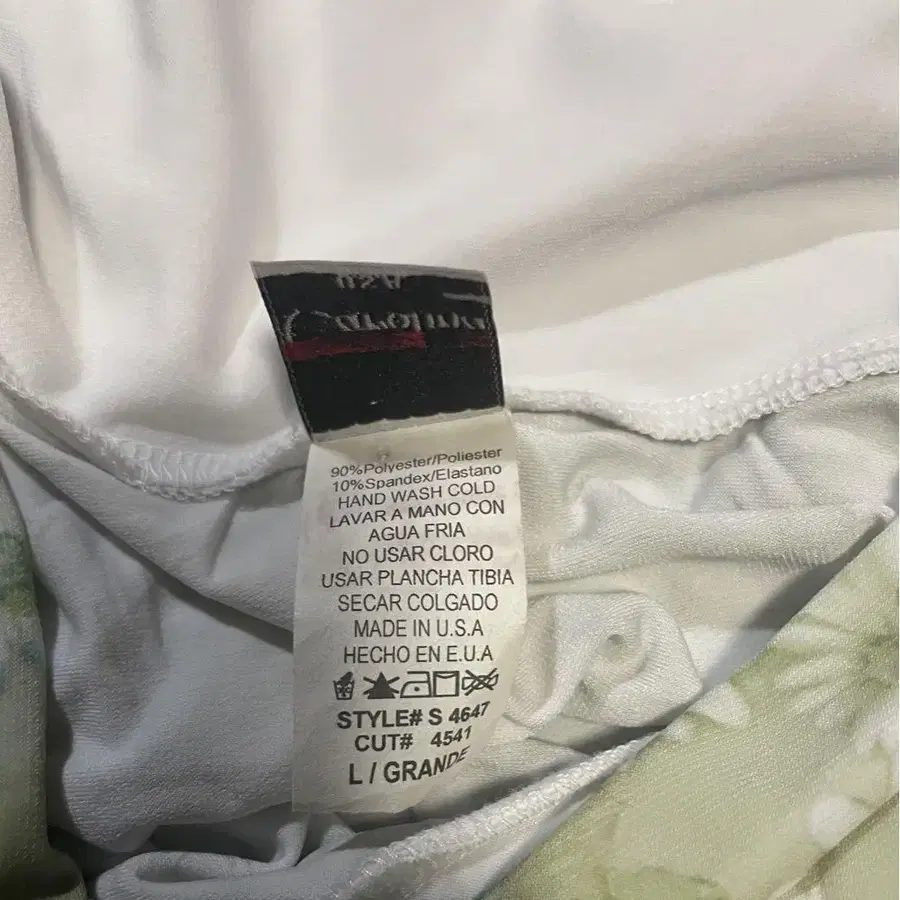 90%Polyester/Poliester
10%Spandex/Elastano
HAND WASH COLD
LAVAR A MANO CON
AGUA FRIA
NO USAR CLORO
USAR PLANCHA TIBIA
SECAR COLGADO
MADE IN U.S.A
HECHO EN E.U.A
STYLE# S 4647
CUT# 4541
L / GRANDE